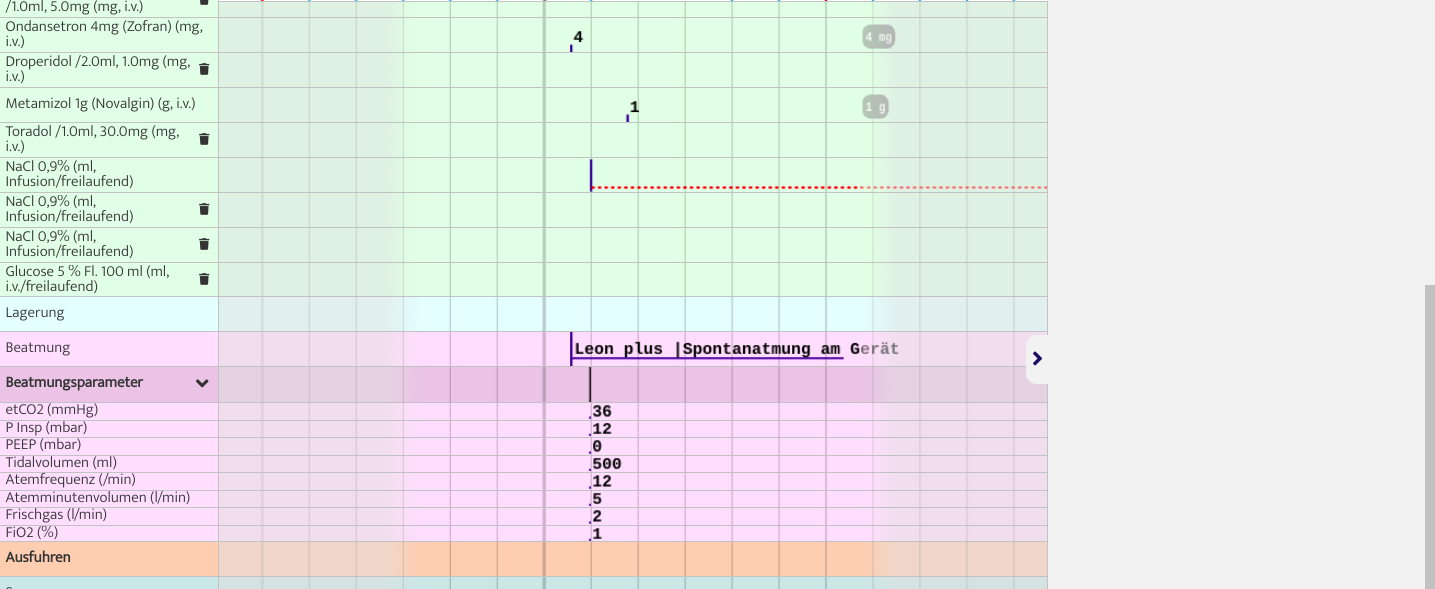 /1.0ml, 5.0mg (mg, i.v.)
Ondansetron 4mg (Zofran) (mg,
i.v.)
4
4 mg
Droperidol /2.0ml, 1.0mg (mg,
i.v.)
Metamizol 1g (Novalgin) (g, i.v.)
1
1 g
Toradol /1.0ml, 30.0mg (mg,
i.v.)
NaCl 0,9% (ml,
Infusion/freilaufend)
NaCl 0,9% (ml,
Infusion/freilaufend)
NaCl 0,9% (ml,
Infusion/freilaufend)
Glucose 5 % Fl. 100 ml (ml,
i.v./freilaufend)
Lagerung
Beatmung
Leon plus |Spontanatmung am Gerät
Beatmungsparameter
etCO2 (mmHg)
36
P Insp (mbar)
12
PEEP (mbar)
0
Tidalvolumen (ml)
500
Atemfrequenz (/min)
12
Atemminutenvolumen (l/min)
5
Frischgas (l/min)
2
FiO2 (%)
1
Ausfuhren